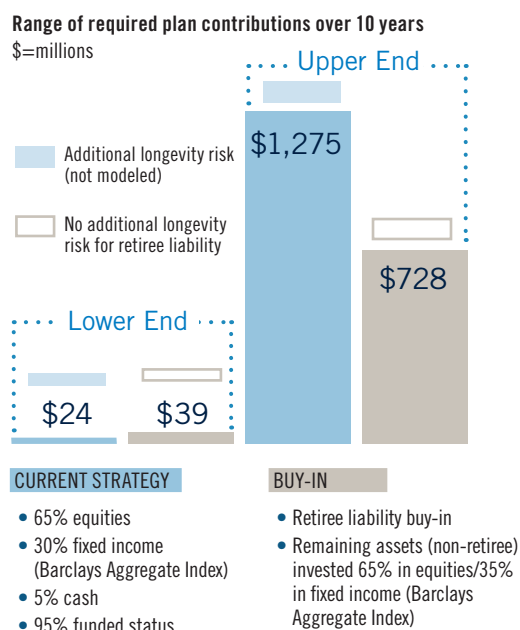 Range of required plan contributions over 10 years
$=millions
Upper End
Additional longevity risk
(not modeled)
$1,275
No additional longevity
risk for retiree liability
$728
Lower End
$24
$39
CURRENT STRATEGY
• 65% equities
• 30% fixed income
(Barclays Aggregate Index)
• 5% cash
• 95% funded status
BUY-IN
• Retiree liability buy-in
• Remaining assets (non-retiree)
invested 65% in equities/35%
in fixed income (Barclays
Aggregate Index)